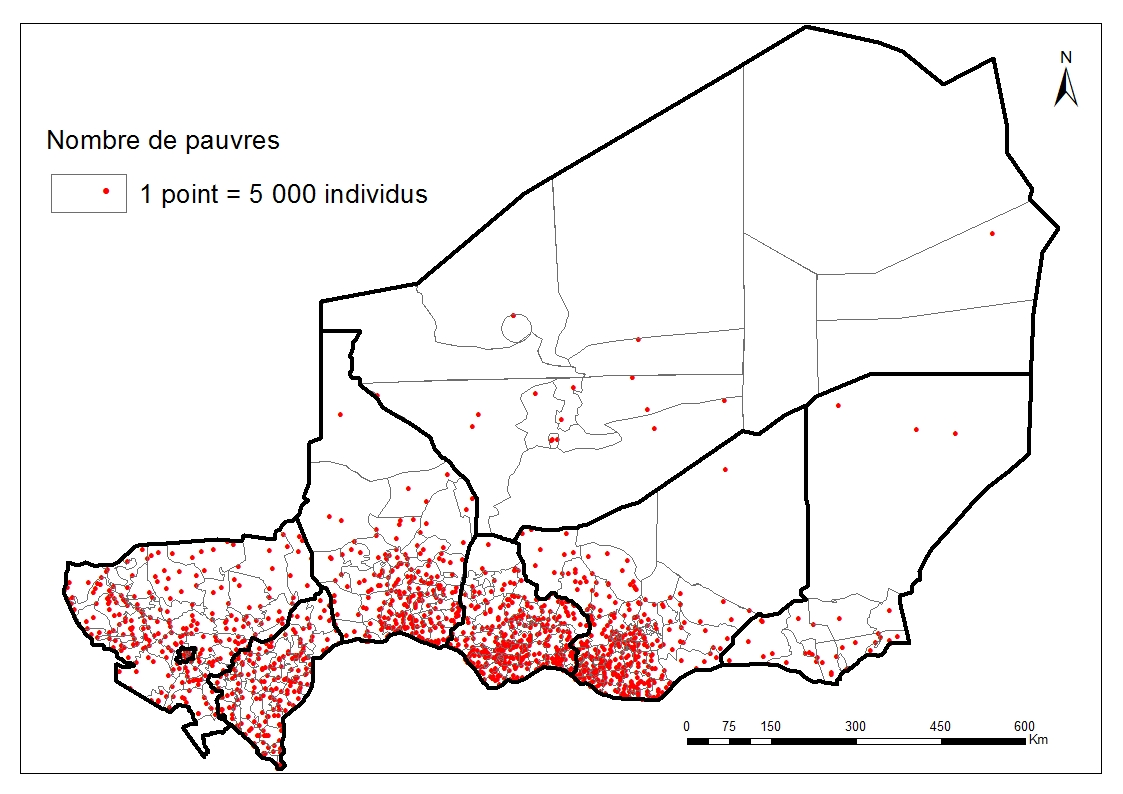 N
Nombre de pauvres
1 point = 5 000 individus
0 75 150 300 450 600
Km